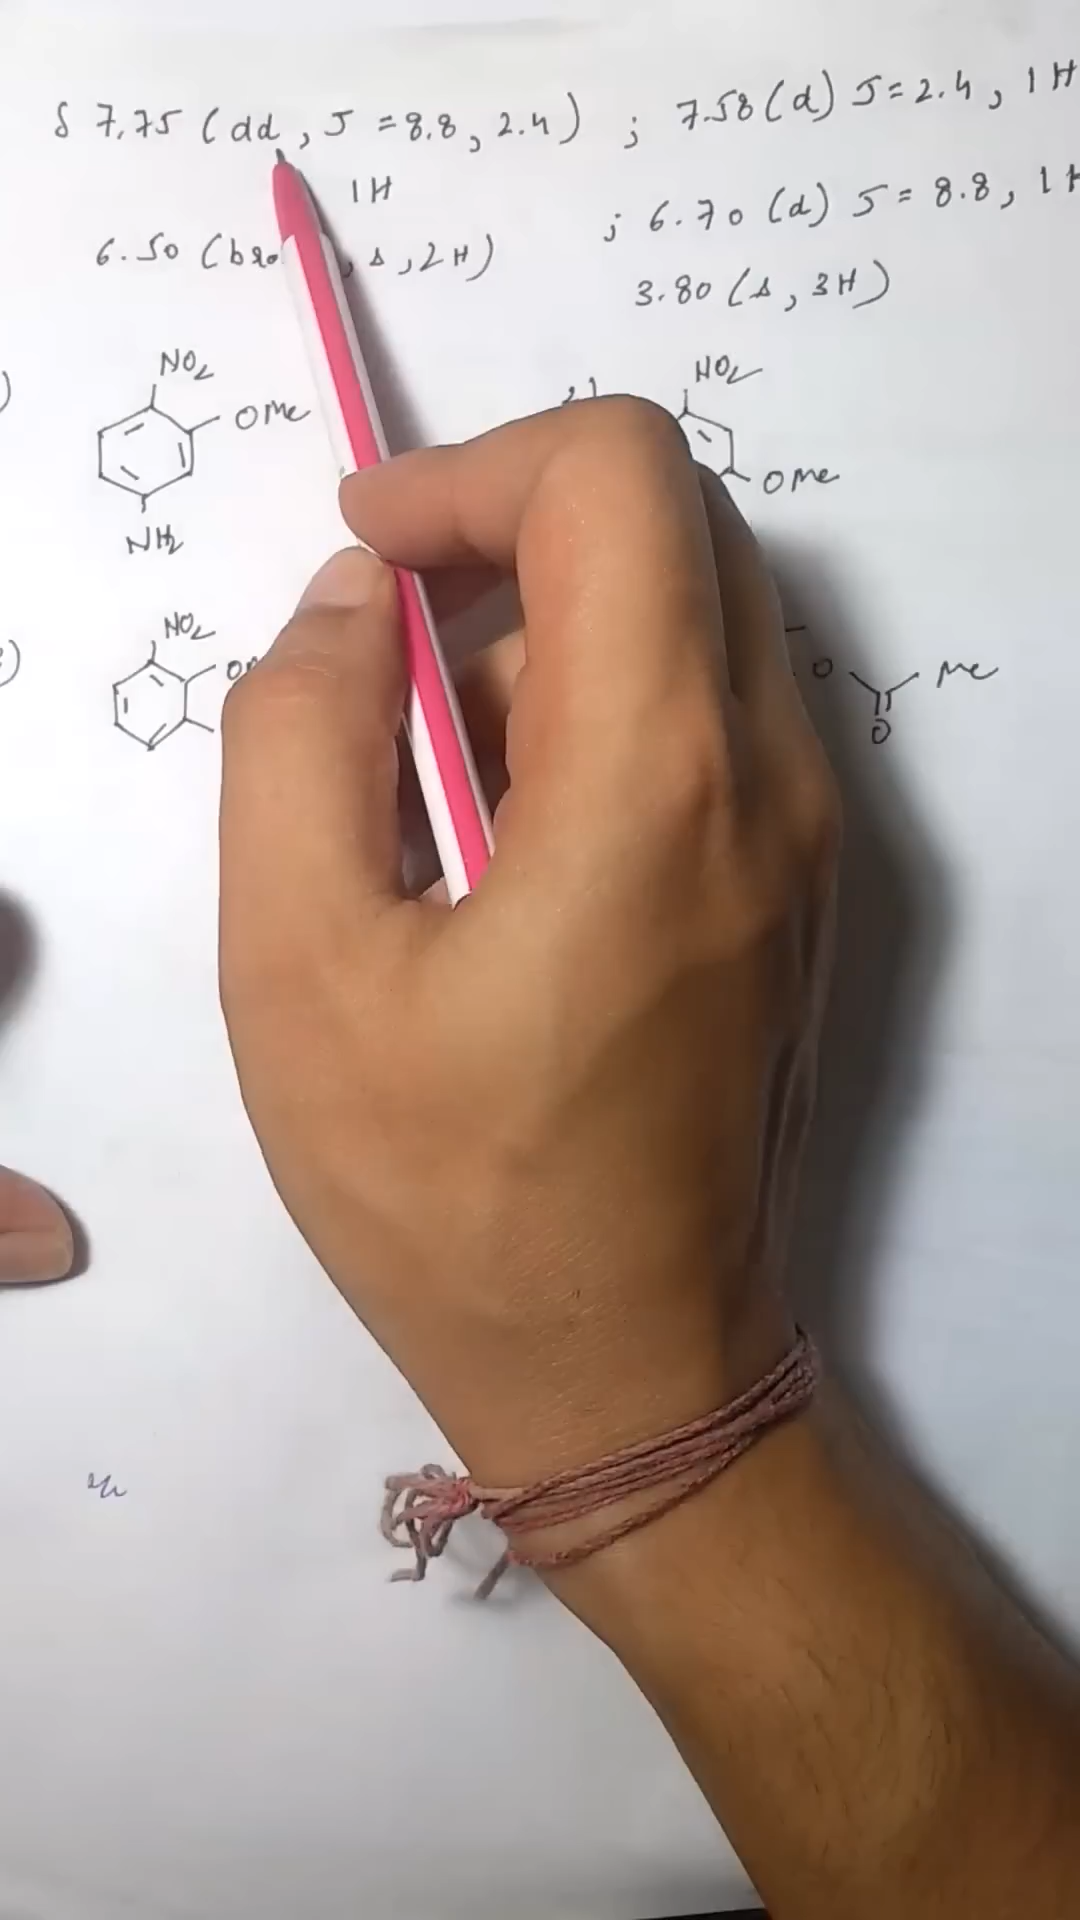 δ 7.75 (dd, J = 8.8, 2.4) ; 7.58 (d) J = 2.4, 1H
1H ; 6.70 (d) J = 8.8, 1H
6.50 ( s, 2H) 3.80 (s, 3H)
NO2 NO2
) OMe 2)
OMe
NH2
NO2
)
O Me
O